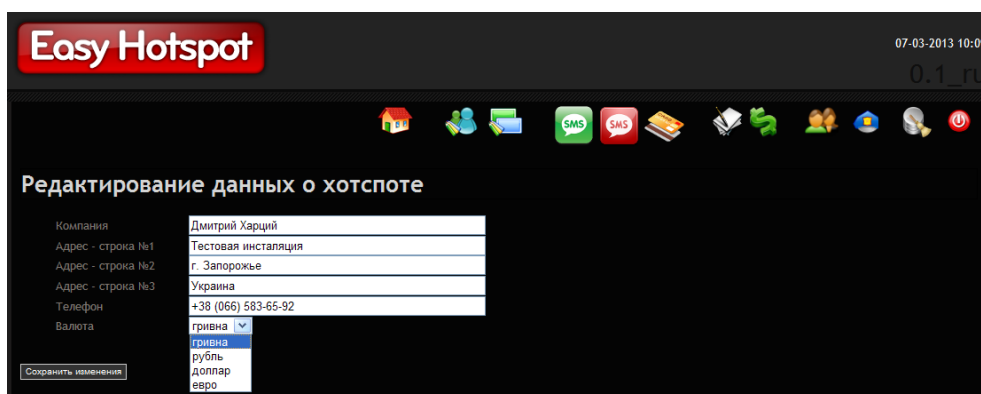 Easy Hotspot
07-03-2013 10:0
0.1_ru
SMS SMS
Редактирование данных о хотспоте
Компания Дмитрий Харций
Адрес - строка №1 Тестовая инсталяция
Адрес - строка №2 г. Запорожье
Адрес - строка №3 Украина
Телефон +38 (066) 583-65-92
Валюта гривна
гривна
рубль
Сохранить изменения доллар
евро